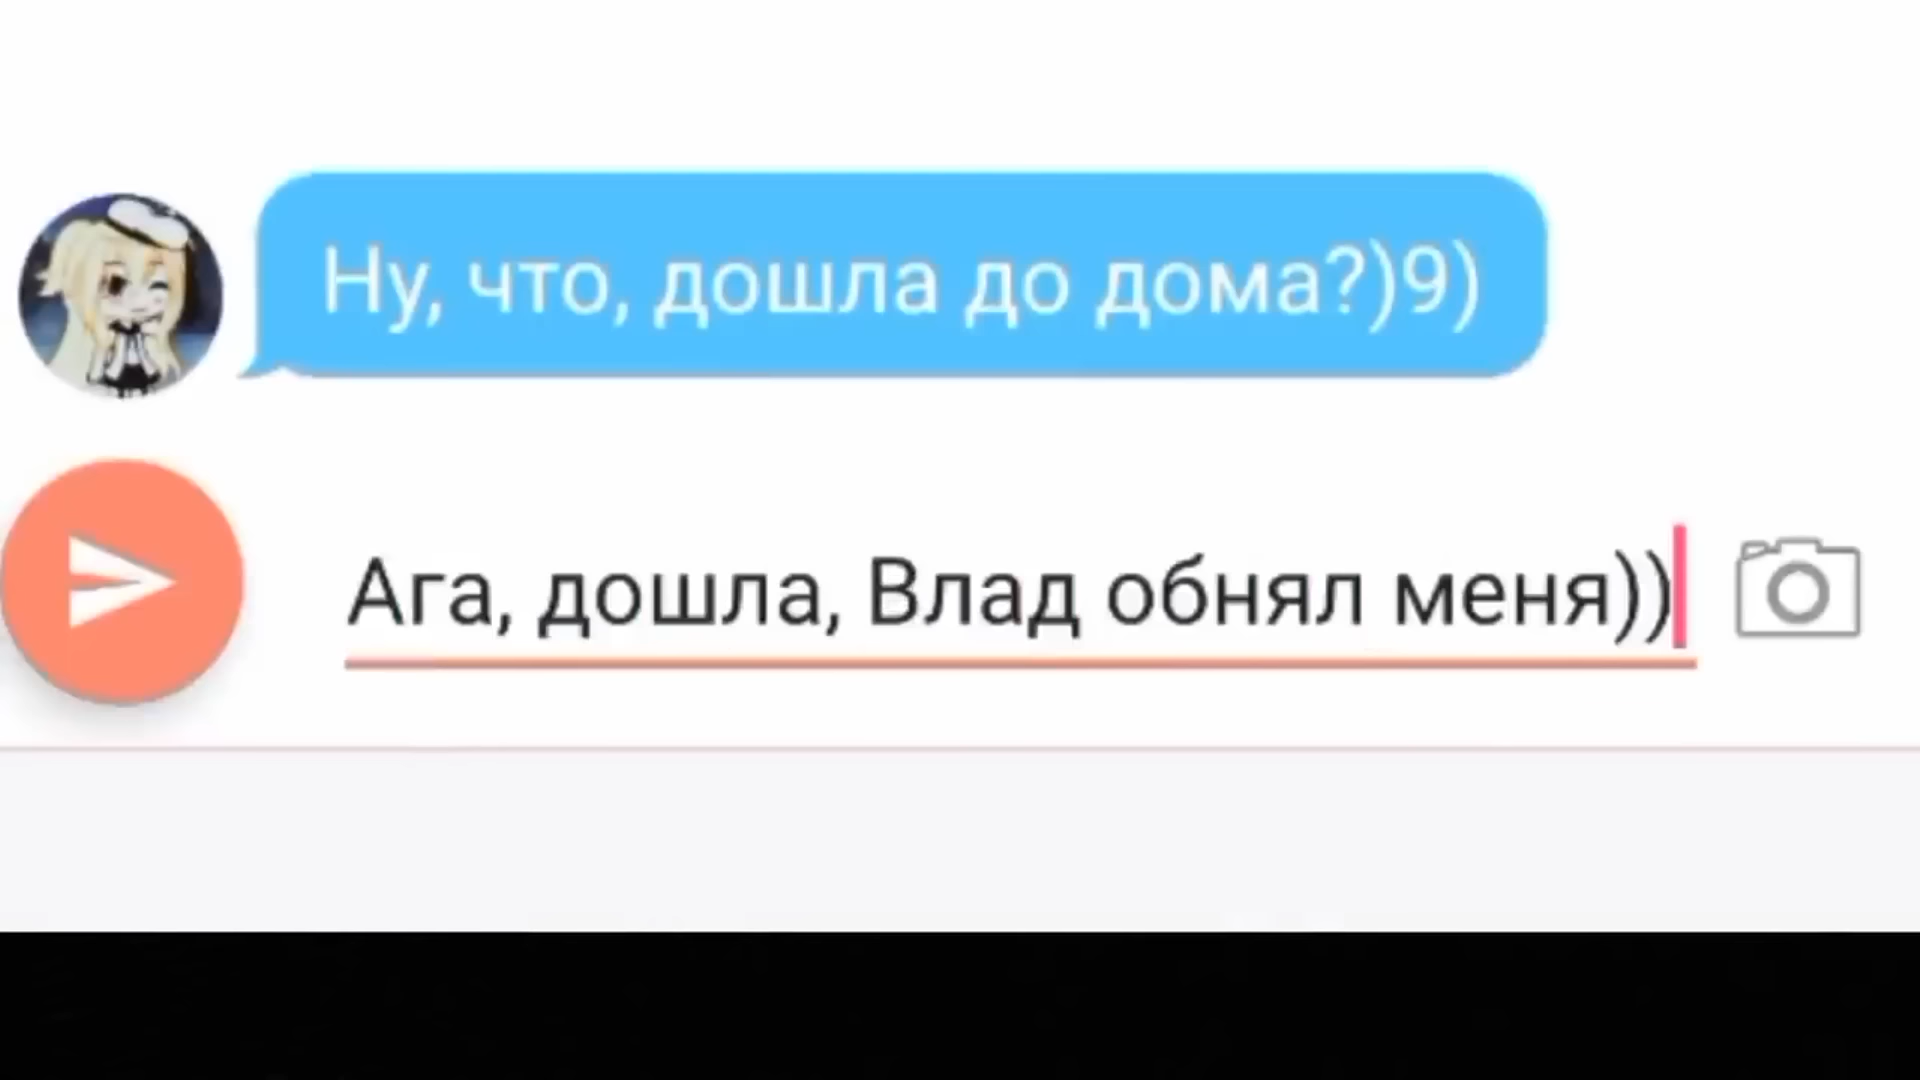 Ну, что, дошла до дома?)9)
Ага, дошла, Влад обнял меня))